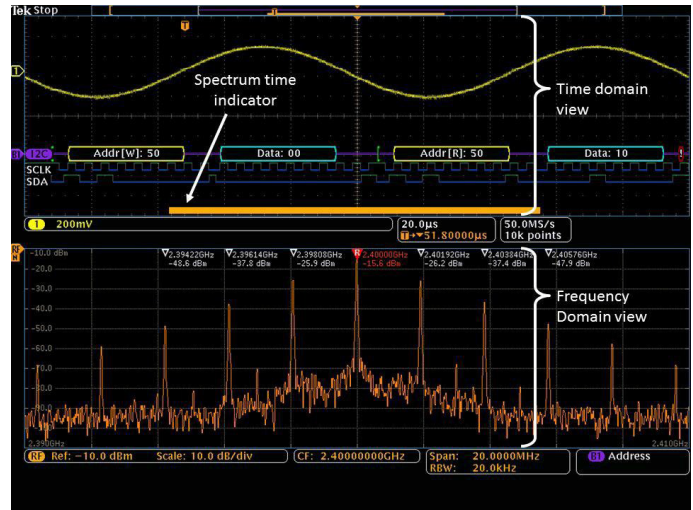 Tek Stop
T
T
Spectrum time
indicator
Time domain
view
1
B1 I2C
Addr[W]: 50
Data: 00
Addr[R]: 50
Data: 10
!
SCLK
SDA
1 200mV
20.0µs
T→▼51.80000µs
50.0MS/s
10k points
-10.0 dBm
2.39422GHz
-48.6 dBm
2.39614GHz
-37.8 dBm
2.39808GHz
-25.9 dBm
R
2.40000GHz
-15.6 dBm
2.40192GHz
-26.2 dBm
2.40384GHz
-37.4 dBm
2.40576GHz
-47.9 dBm
-20.0
-30.0
-40.0
-50.0
-60.0
-70.0
Frequency
Domain view
2.390GHz
2.410GHz
RF Ref: -10.0 dBm Scale: 10.0 dB/div
CF: 2.40000000GHz
Span: 20.0000MHz
RBW: 20.0kHz
B1 Address